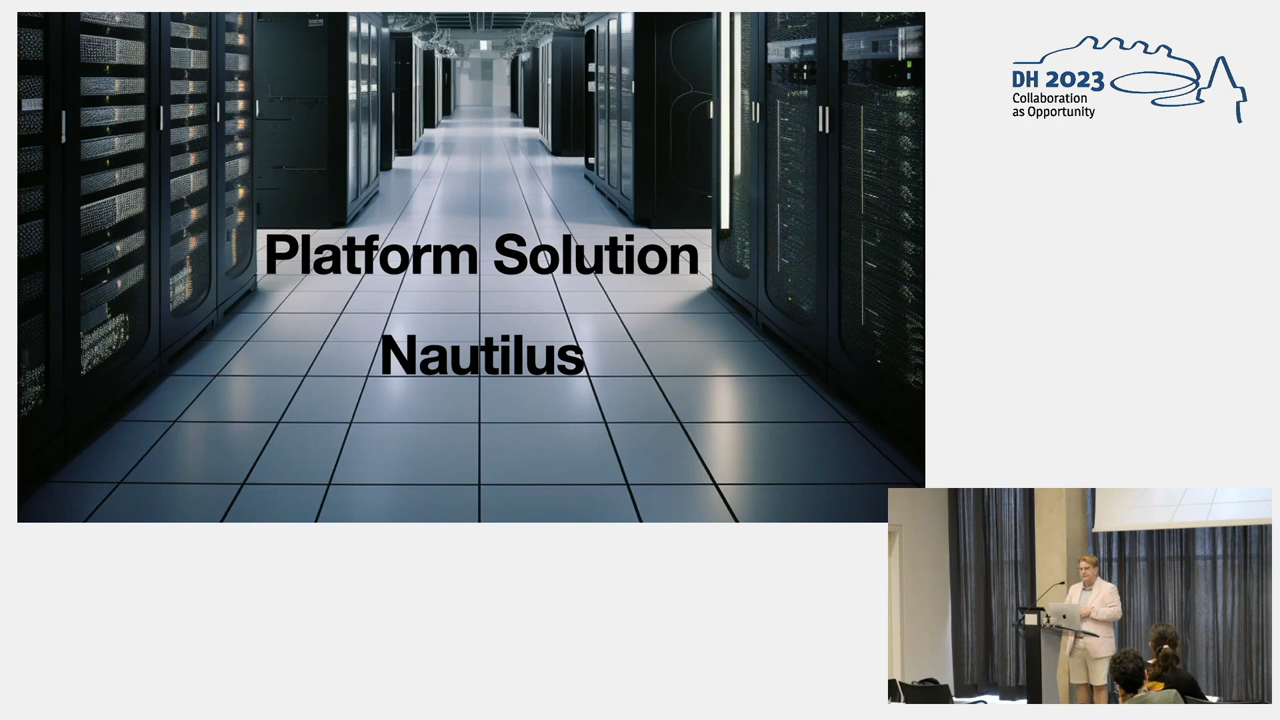 Platform Solution
Nautilus
DH 2023
Collaboration
as Opportunity